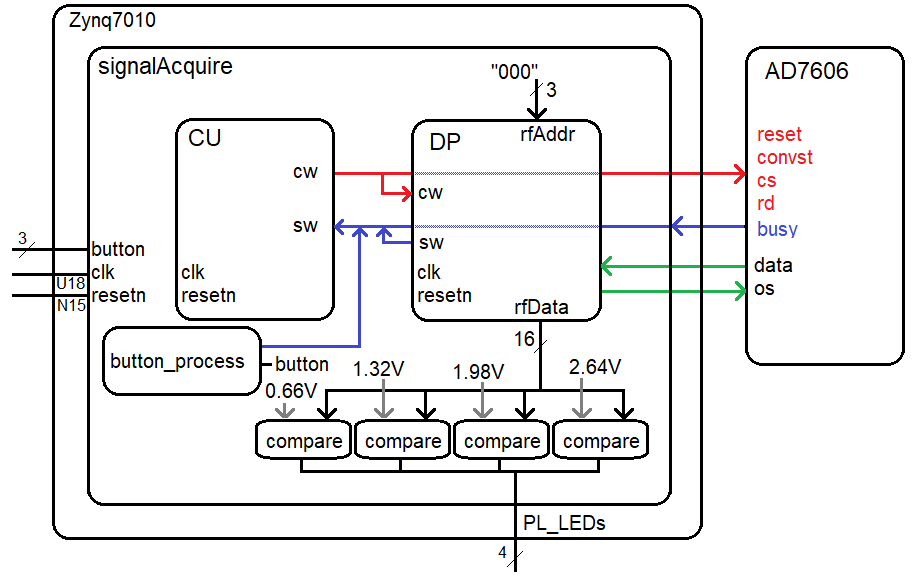 Zynq7010
signalAcquire
"000"
3
AD7606
rfAddr
CU
DP
reset
convst
cs
rd
busy
data
os
cw
cw
sw
sw
clk
resetn
clk
resetn
rfData
3
button
clk
U18
resetn
N15
16
button_process
button
0.66V
1.32V
1.98V
2.64V
compare
compare
compare
compare
PL_LEDs
4